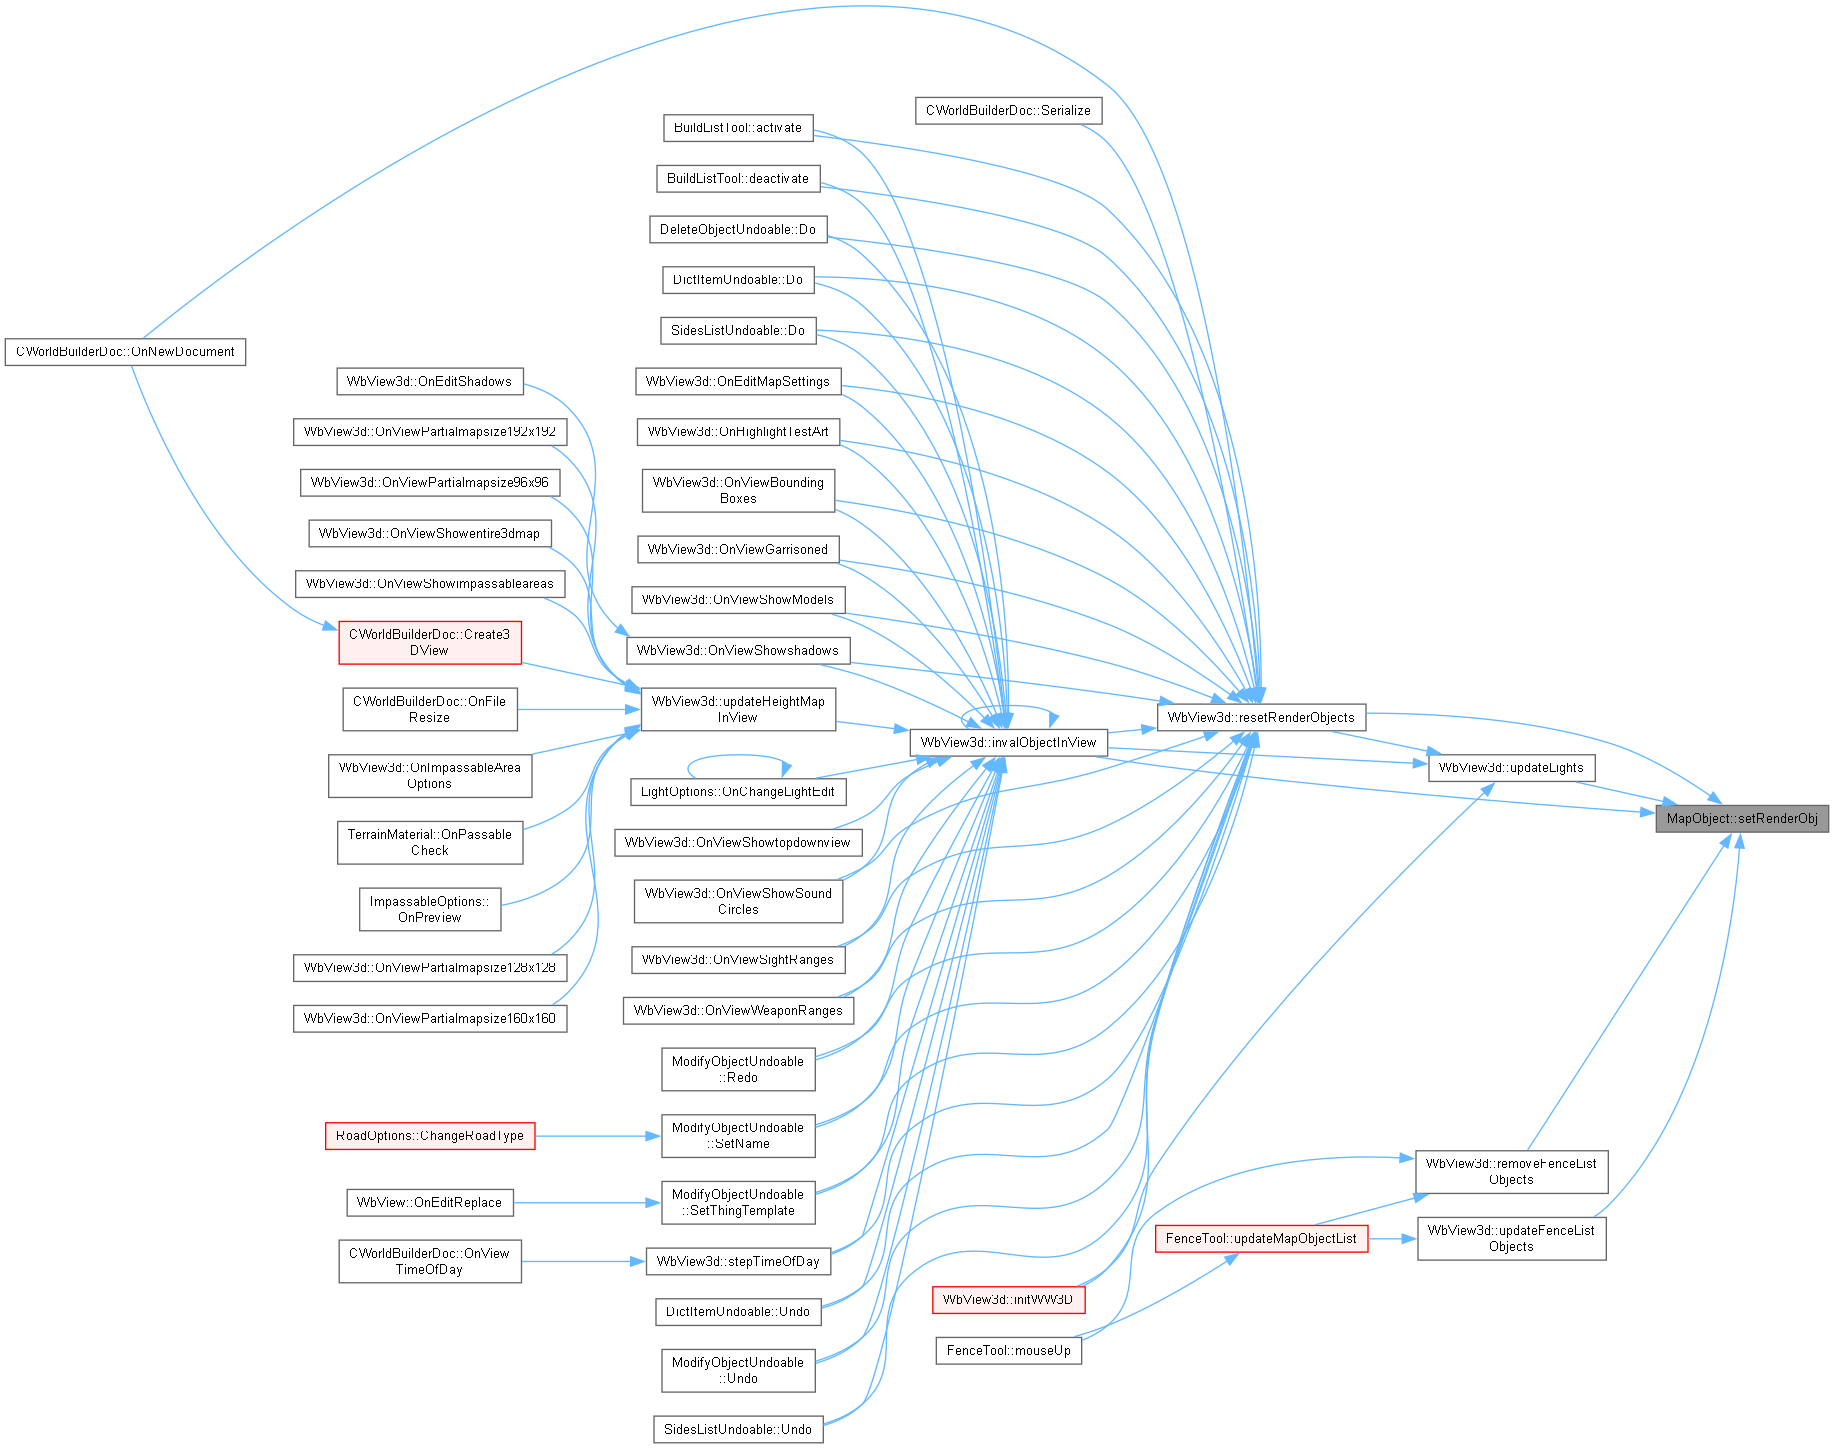 CWorldBuilderDoc::OnNewDocument
WbView3d::OnEditShadows
WbView3d::OnViewPartialmapsize192x192
WbView3d::OnViewPartialmapsize96x96
WbView3d::OnViewShowentire3dmap
WbView3d::OnViewShowimpassableareas
CWorldBuilderDoc::Create3
DView
CWorldBuilderDoc::OnFile
Resize
WbView3d::OnImpassableArea
Options
TerrainMaterial::OnPassable
Check
ImpassableOptions::
OnPreview
WbView3d::OnViewPartialmapsize128x128
WbView3d::OnViewPartialmapsize160x160
RoadOptions::ChangeRoadType
WbView::OnEditReplace
CWorldBuilderDoc::OnView
TimeOfDay
BuildListTool::activate
BuildListTool::deactivate
DeleteObjectUndoable::Do
DictItemUndoable::Do
SidesListUndoable::Do
WbView3d::OnEditMapSettings
WbView3d::OnHighlightTestArt
WbView3d::OnViewBounding
Boxes
WbView3d::OnViewGarrisoned
WbView3d::OnViewShowModels
WbView3d::OnViewShowshadows
WbView3d::updateHeightMap
InView
LightOptions::OnChangeLightEdit
WbView3d::OnViewShowtopdownview
WbView3d::OnViewShowSound
Circles
WbView3d::OnViewSightRanges
WbView3d::OnViewWeaponRanges
ModifyObjectUndoable
::Redo
ModifyObjectUndoable
::SetName
ModifyObjectUndoable
::SetThingTemplate
WbView3d::stepTimeOfDay
DictItemUndoable::Undo
ModifyObjectUndoable
::Undo
SidesListUndoable::Undo
CWorldBuilderDoc::Serialize
WbView3d::invalObjectInView
WbView3d::initWW3D
FenceTool::mouseUp
WbView3d::resetRenderObjects
FenceTool::updateMapObjectList
WbView3d::updateLights
WbView3d::removeFenceList
Objects
WbView3d::updateFenceList
Objects
MapObject::setRenderObj